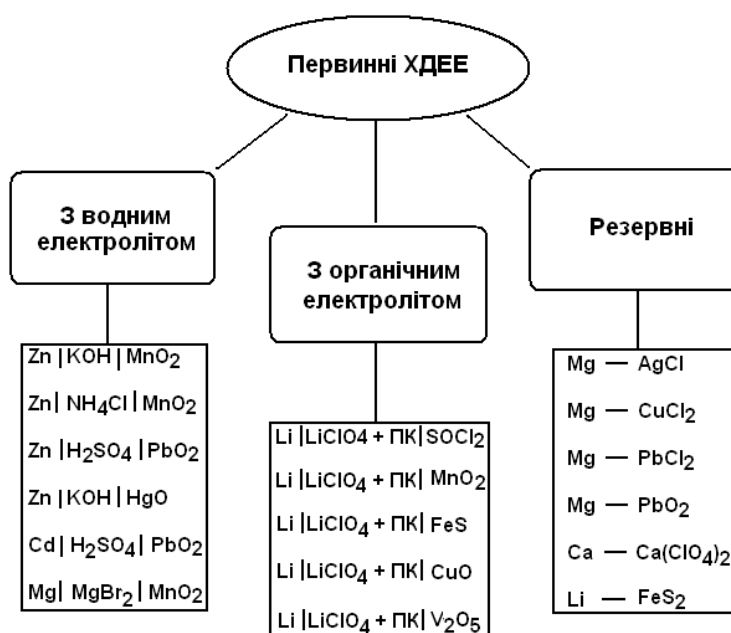 Первинні ХДЕЕ
З водним
електролітом
Zn | KOH | MnO2
Zn | NH4Cl | MnO2
Zn | H2SO4 | PbO2
Zn | KOH | HgO
Cd | H2SO4 | PbO2
Mg | MgBr2 | MnO2
З органічним
електролітом
Li | LiClO4 + ПК | SOCl2
Li | LiClO4 + ПК | MnO2
Li | LiClO4 + ПК | FeS
Li | LiClO4 + ПК | CuO
Li | LiClO4 + ПК | V2O5
Резервні
Mg — AgCl
Mg — CuCl2
Mg — PbCl2
Mg — PbO2
Ca — Ca(ClO4)2
Li — FeS2